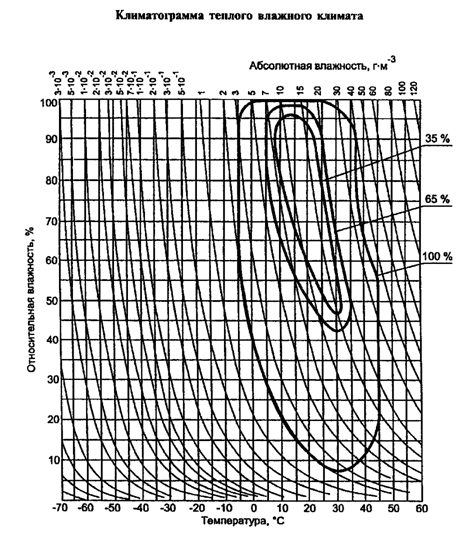 Климатограмма теплого влажного климата
Абсолютная влажность, г·м⁻³
3·10⁻³ 5·10⁻³ 1·10⁻² 2·10⁻² 3·10⁻² 5·10⁻² 7·10⁻² 1·10⁻¹ 2·10⁻¹ 3·10⁻¹ 5·10⁻¹ 1 2 3 5 7 10 15 20 30 40 50 60 80 100 120
100
90
35 %
80
70
65 %
60
100 %
50
40
30
20
10
Относительная влажность, %
-70 -60 -50 -40 -30 -20 -10 0 10 20 30 40 50 60
Температура, °С